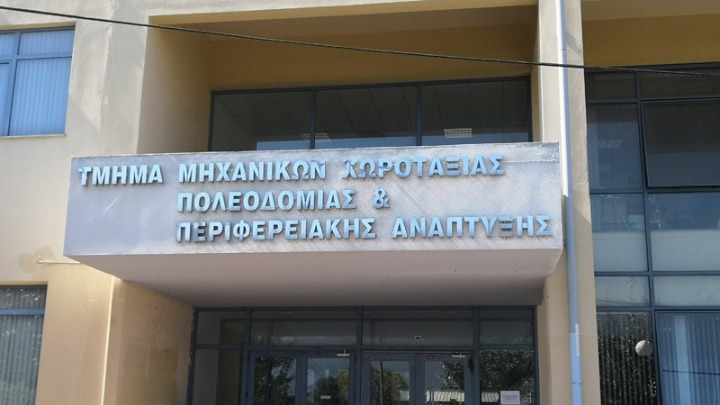 ΤΜΗΜΑ ΜΗΧΑΝΙΚΩΝ ΧΩΡΟΤΑΞΙΑΣ
ΠΟΛΕΟΔΟΜΙΑΣ &
ΠΕΡΙΦΕΡΕΙΑΚΗΣ ΑΝΑΠΤΥΞΗΣ